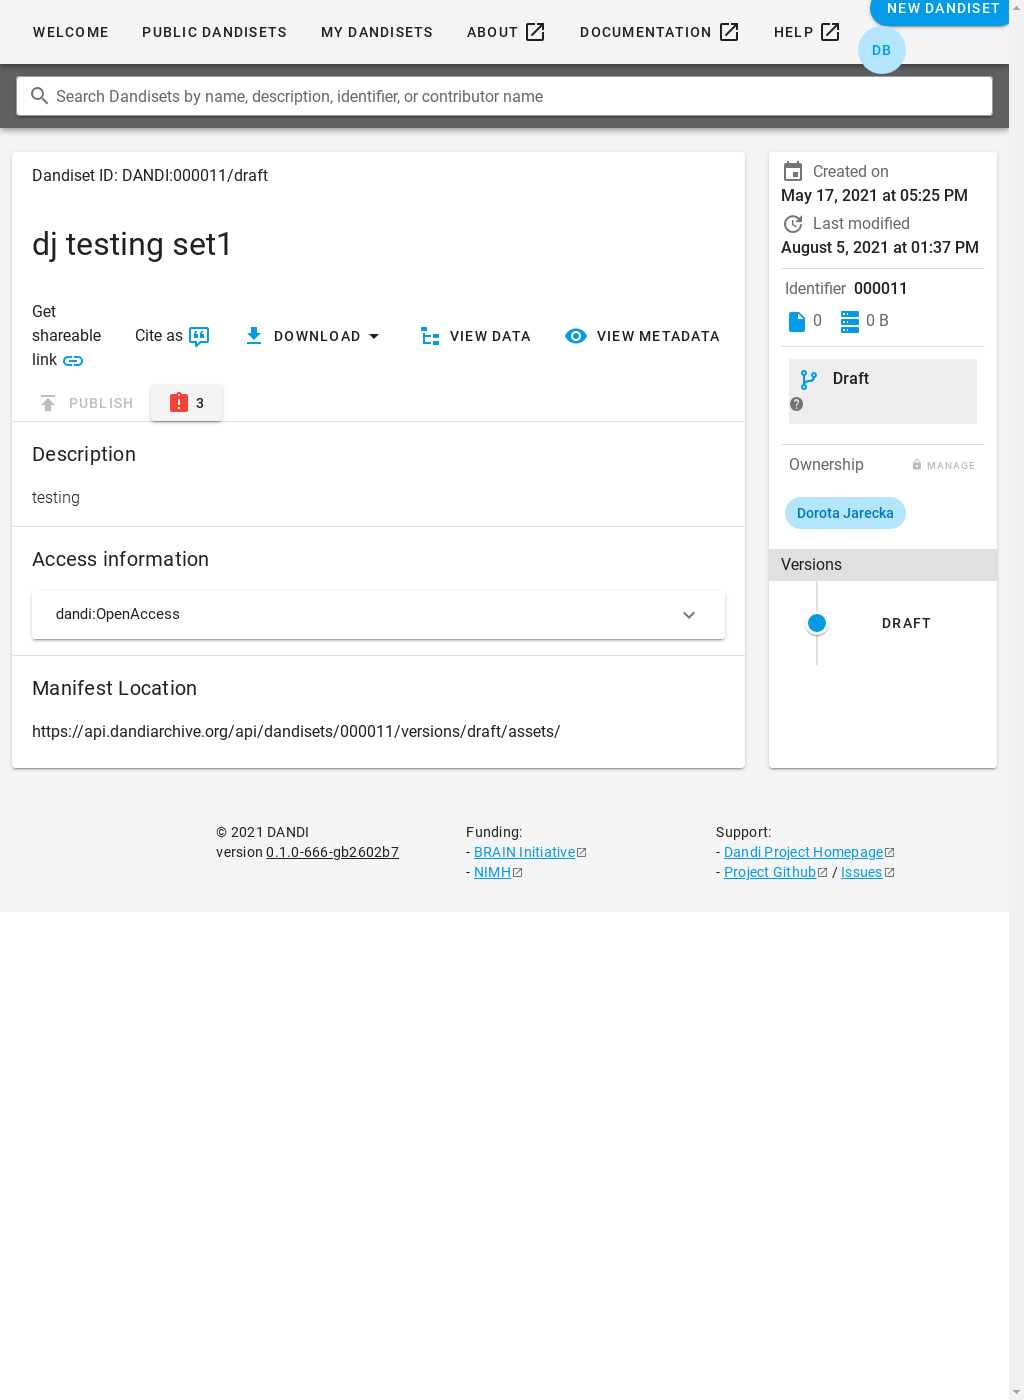 WELCOME PUBLIC DANDISETS MY DANDISETS ABOUT DOCUMENTATION HELP NEW DANDISET
DB
Search Dandisets by name, description, identifier, or contributor name
Dandiset ID: DANDI:000011/draft
dj testing set1
Get shareable link
Cite as
DOWNLOAD
VIEW DATA
VIEW METADATA
PUBLISH
3
Description
testing
Access information
dandi:OpenAccess
Manifest Location
https://api.dandiarchive.org/api/dandisets/000011/versions/draft/assets/
Created on
May 17, 2021 at 05:25 PM
Last modified
August 5, 2021 at 01:37 PM
Identifier 000011
0 0 B
Draft
Ownership MANAGE
Dorota Jarecka
Versions
DRAFT
© 2021 DANDI
version 0.1.0-666-gb2602b7
Funding:
- BRAIN Initiative
- NIMH
Support:
- Dandi Project Homepage
- Project Github / Issues